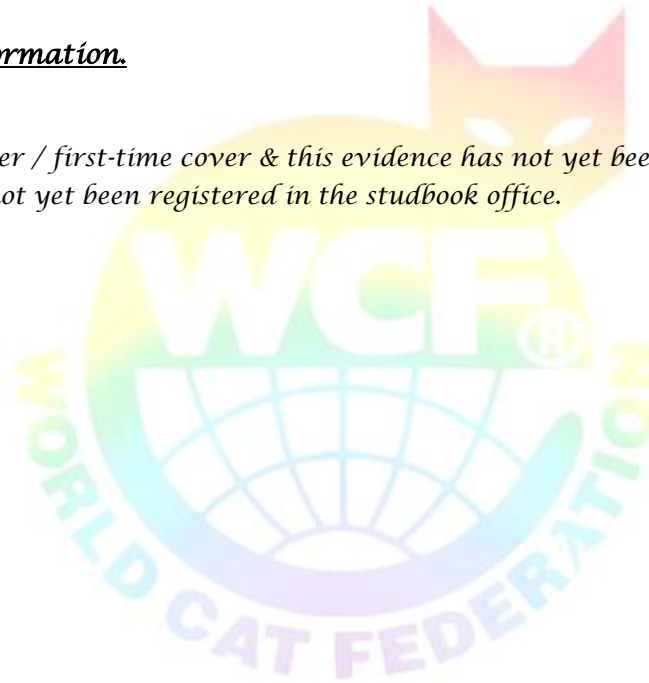 ormation.
er / first-time cover & this evidence has not yet bee
ot yet been registered in the studbook office.
WCF®
WORLD CAT FEDERATION